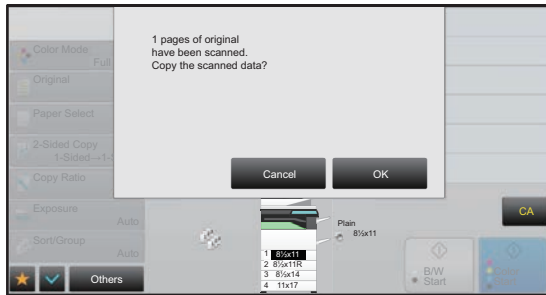 1 pages of original
have been scanned.
Copy the scanned data?
Cancel
OK
Color Mode
Full
Original
Paper Select
2-Sided Copy
1-Sided→1-
Copy Ratio
Exposure
Auto
Sort/Group
Auto
Others
Plain
8½x11
1 8½x11
2 8½x11R
3 8½x14
4 11x17
CA
B/W
Start
Color
Start